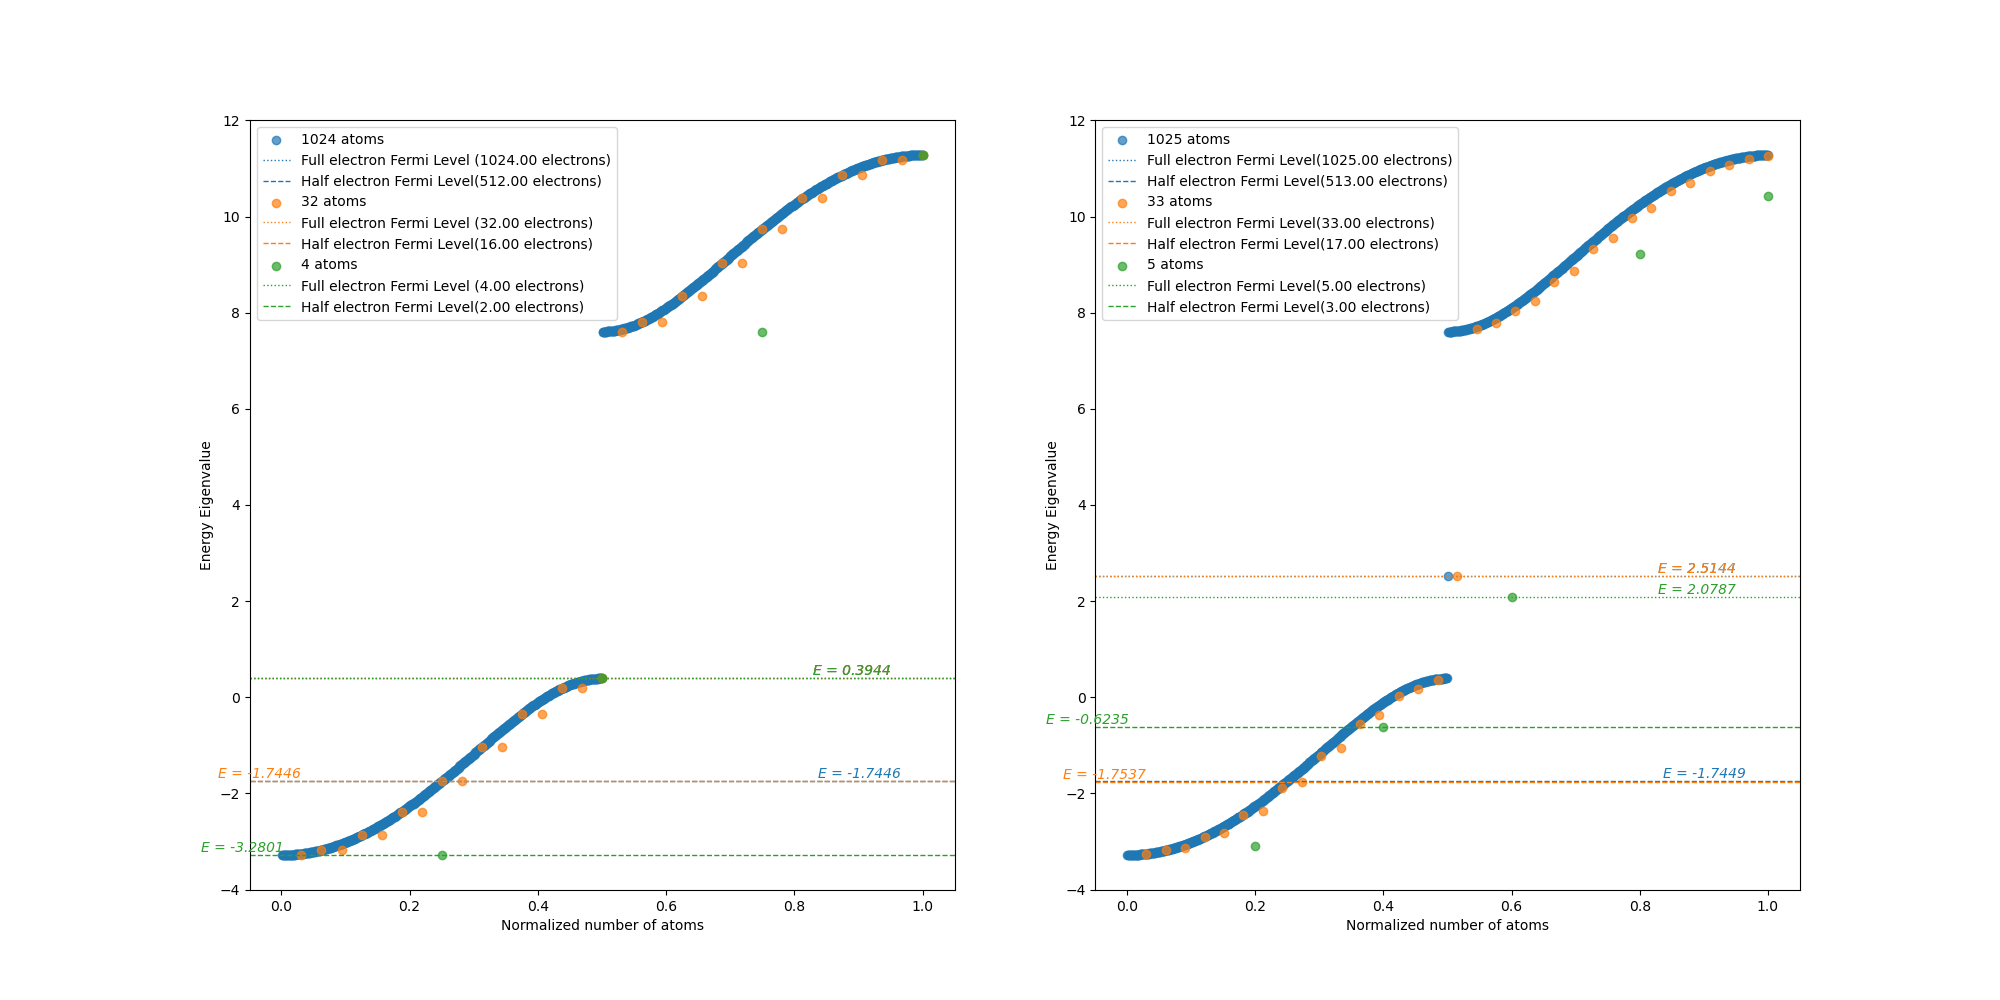 1024 atoms
Full electron Fermi Level (1024.00 electrons)
Half electron Fermi Level (512.00 electrons)
32 atoms
Full electron Fermi Level (32.00 electrons)
Half electron Fermi Level(16.00 electrons)
4 atoms
Full electron Fermi Level (4.00 electrons)
Half electron Fermi Level(2.00 electrons)
12
10
8
6
4
2
0
−2
−4
Energy Eigenvalue
E = 0.3944
E = -1.7446
E = -1.7446
E = -3.2801
0.0 0.2 0.4 0.6 0.8 1.0
Normalized number of atoms
1025 atoms
Full electron Fermi Level(1025.00 electrons)
Half electron Fermi Level(513.00 electrons)
33 atoms
Full electron Fermi Level(33.00 electrons)
Half electron Fermi Level(17.00 electrons)
5 atoms
Full electron Fermi Level(5.00 electrons)
Half electron Fermi Level(3.00 electrons)
12
10
8
6
4
2
0
−2
−4
Energy Eigenvalue
E = 2.5144
E = 2.0787
E = -0.6235
E = -1.7537
E = -1.7449
0.0 0.2 0.4 0.6 0.8 1.0
Normalized number of atoms